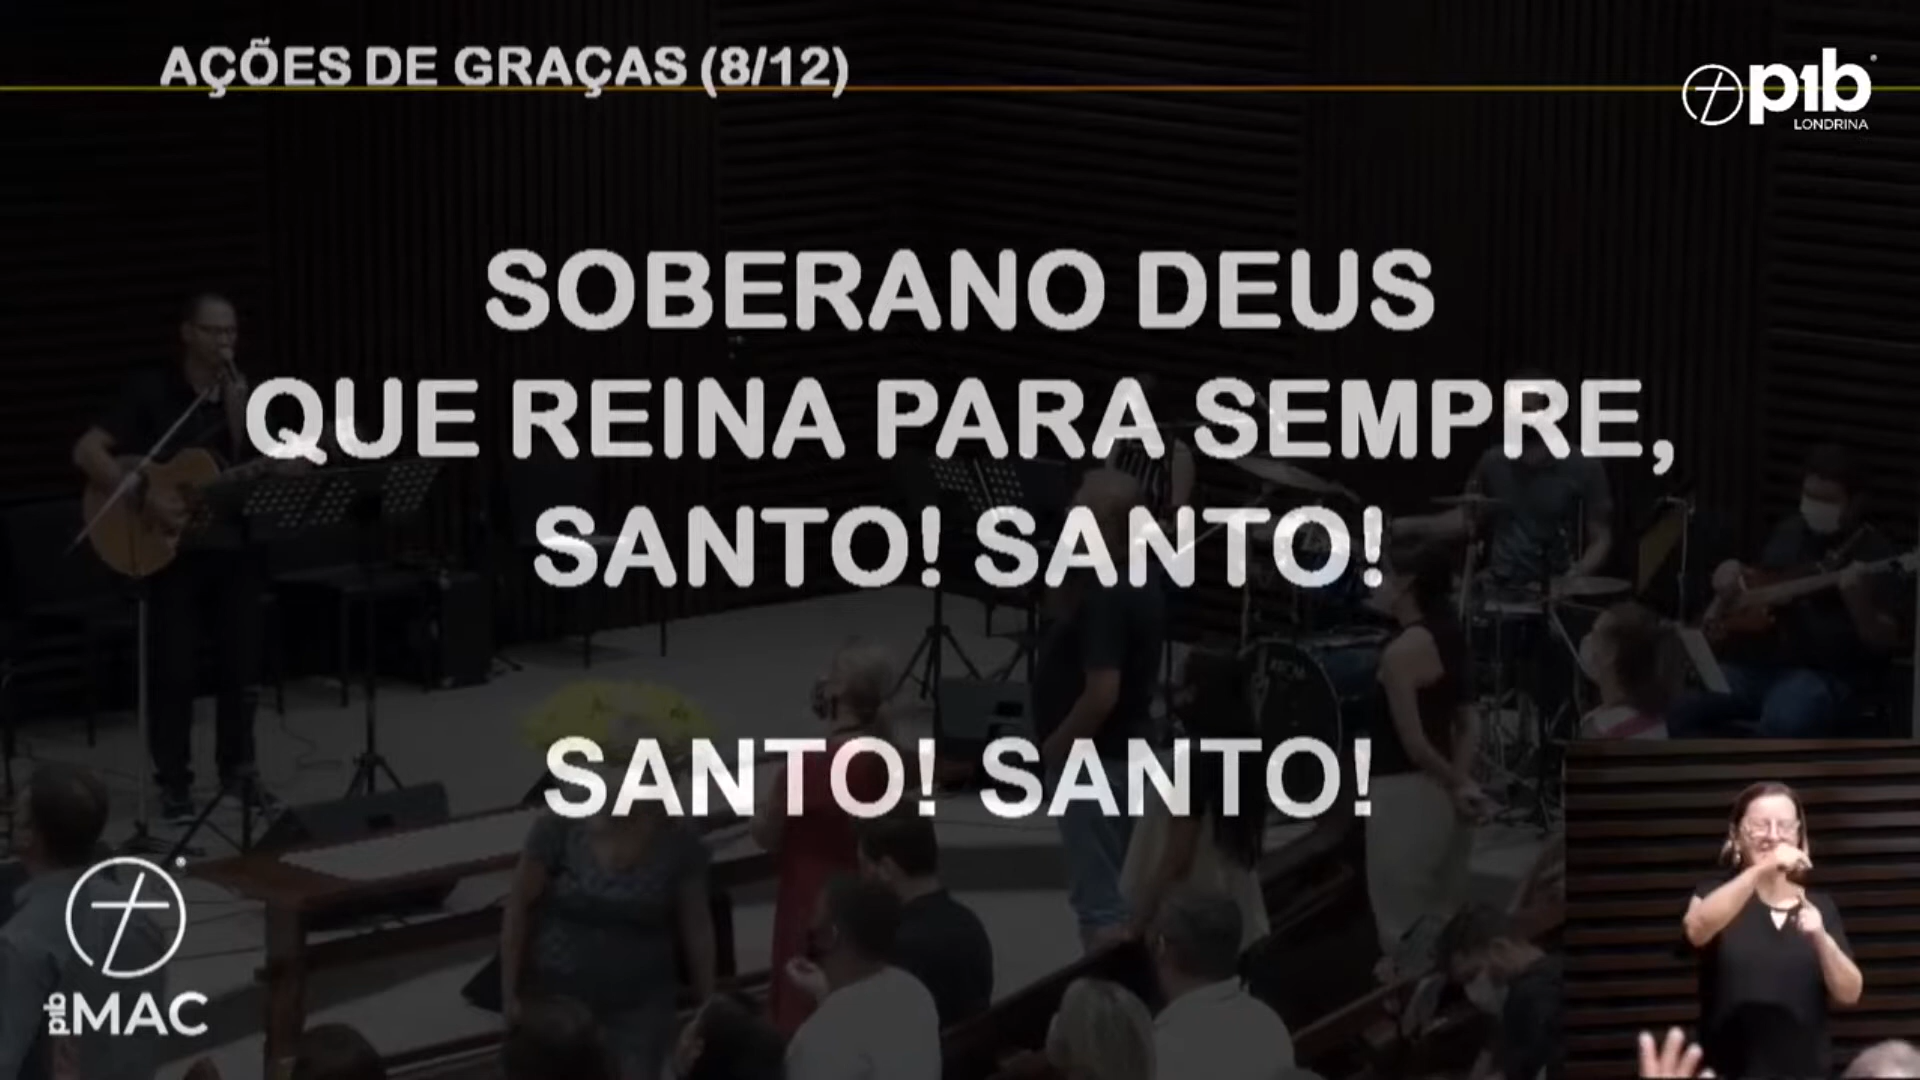 AÇÕES DE GRAÇAS (8/12)
pib
LONDRINA
SOBERANO DEUS
QUE REINA PARA SEMPRE,
SANTO! SANTO!
SANTO! SANTO!
pib MAC